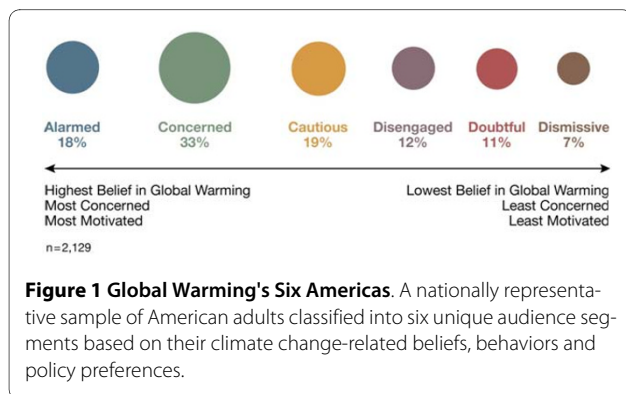 Alarmed
18%
Concerned
33%
Cautious
19%
Disengaged
12%
Doubtful
11%
Dismissive
7%
Highest Belief in Global Warming
Most Concerned
Most Motivated
Lowest Belief in Global Warming
Least Concerned
Least Motivated
n=2,129
Figure 1 Global Warming's Six Americas. A nationally representa-
tive sample of American adults classified into six unique audience seg-
ments based on their climate change-related beliefs, behaviors and
policy preferences.